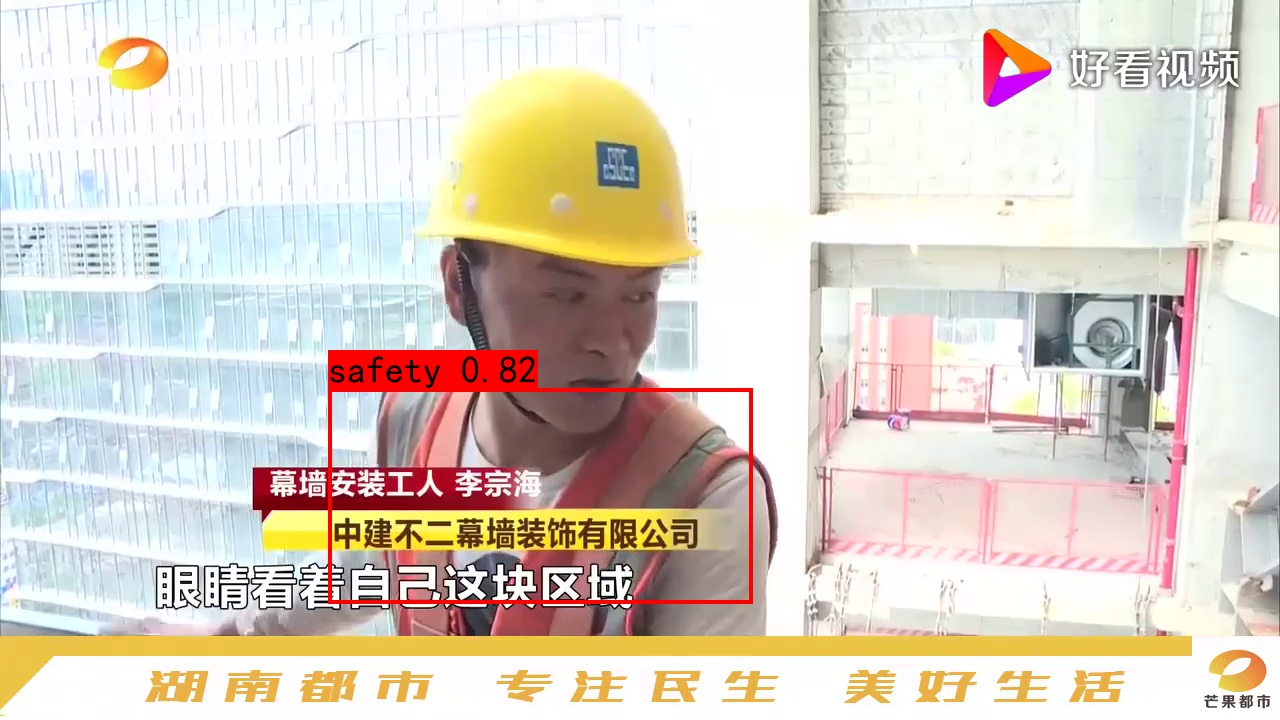 好看视频
safety 0.82
幕墙安装工人 李宗海
中建不二幕墙装饰有限公司
眼睛看着自己这块区域
湖南都市 专注民生 美好生活
芒果都市